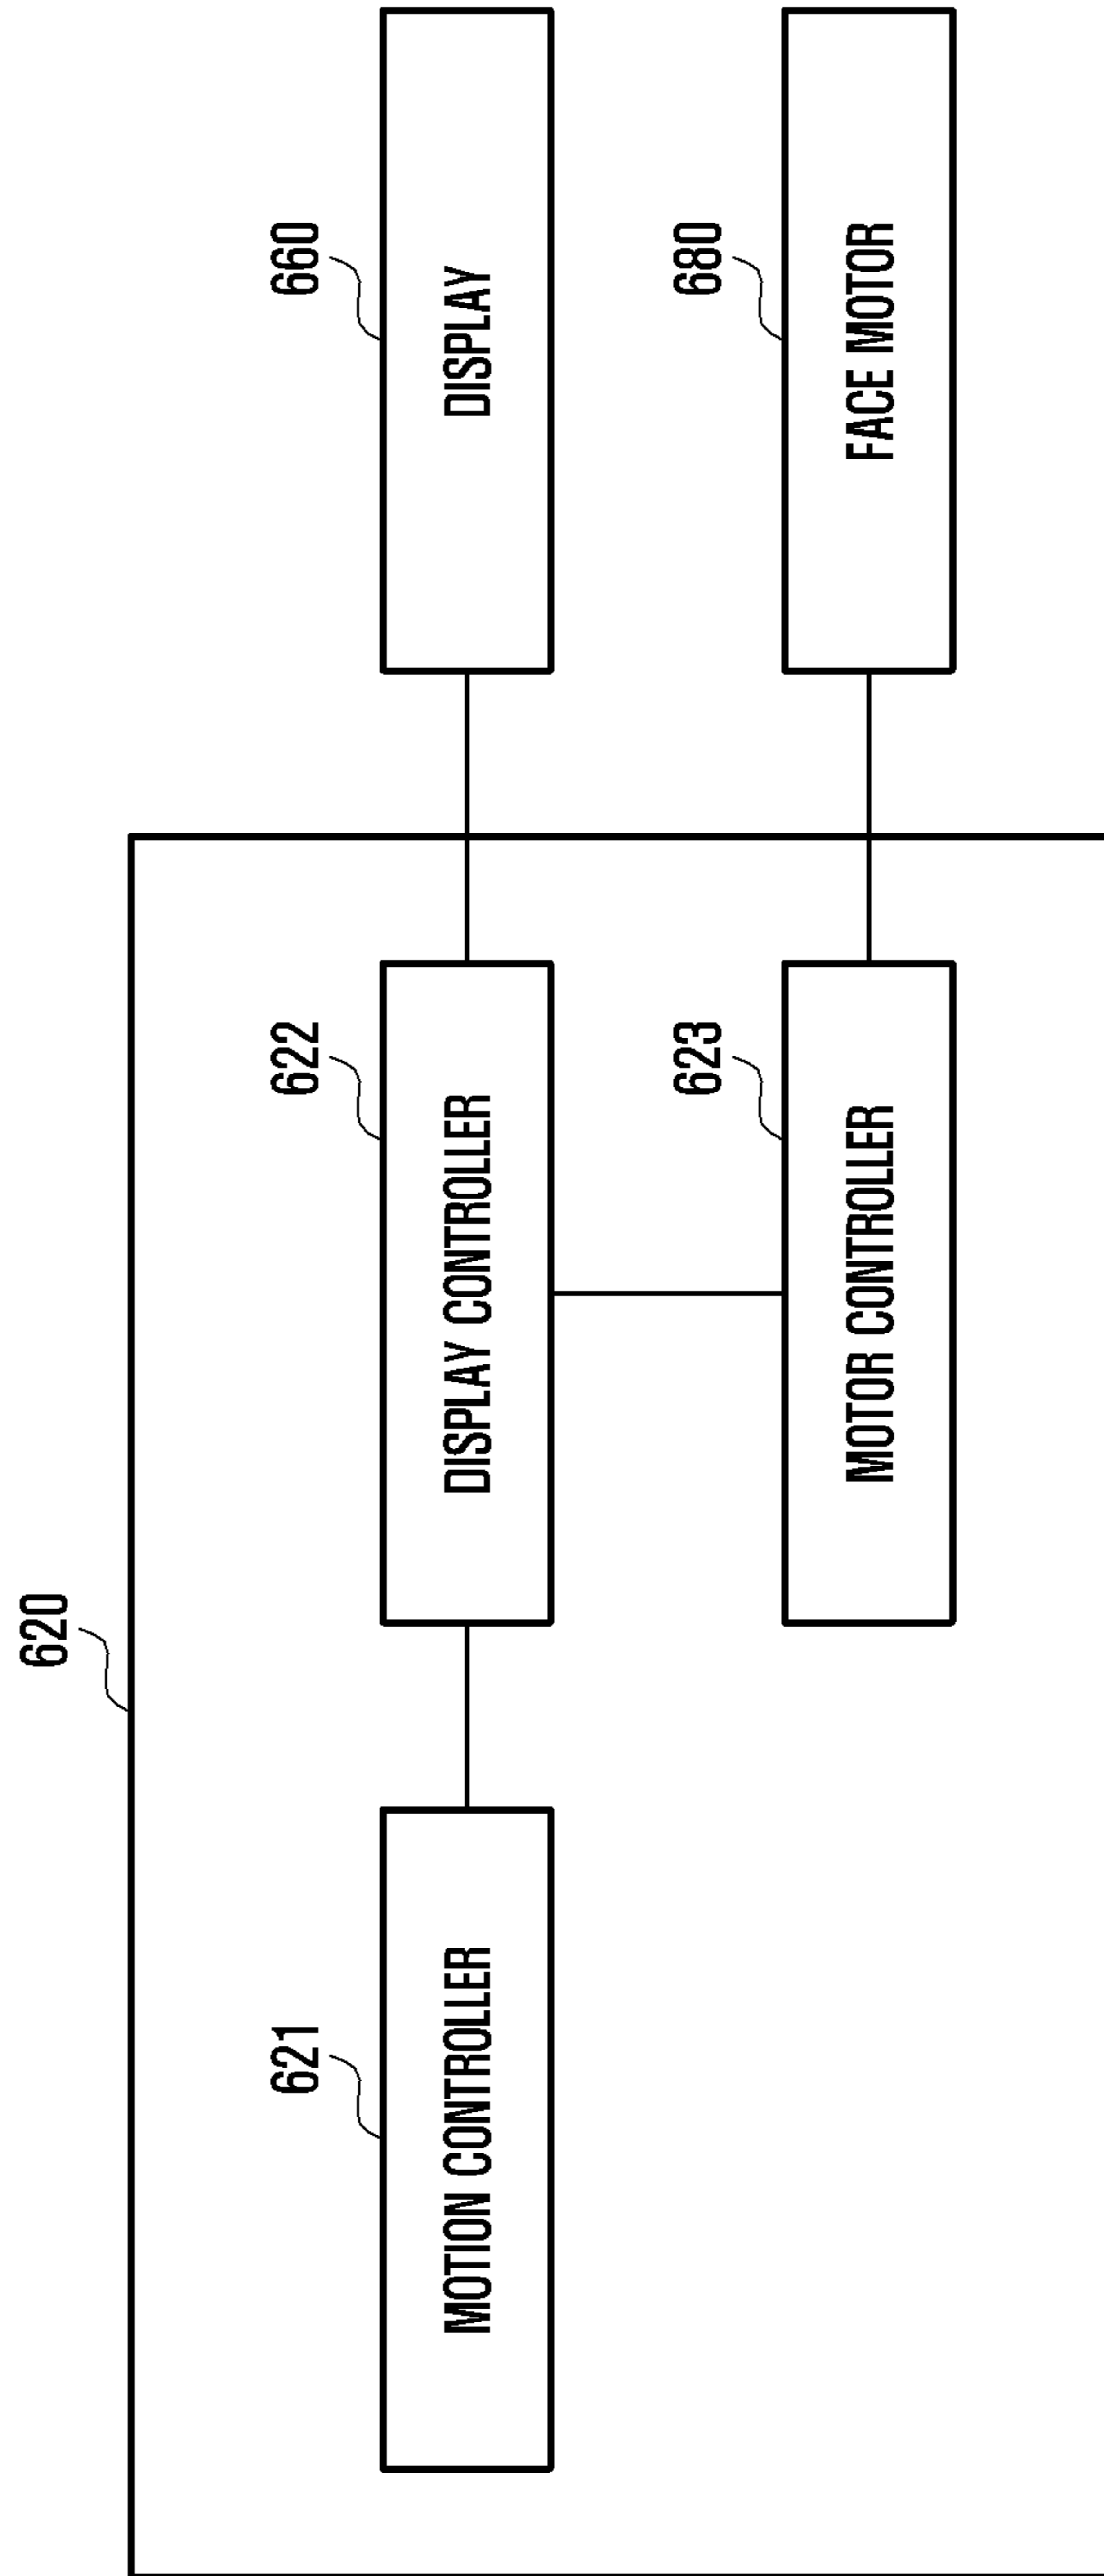 620
621
MOTION CONTROLLER
622
DISPLAY CONTROLLER
660
DISPLAY
623
MOTOR CONTROLLER
680
FACE MOTOR